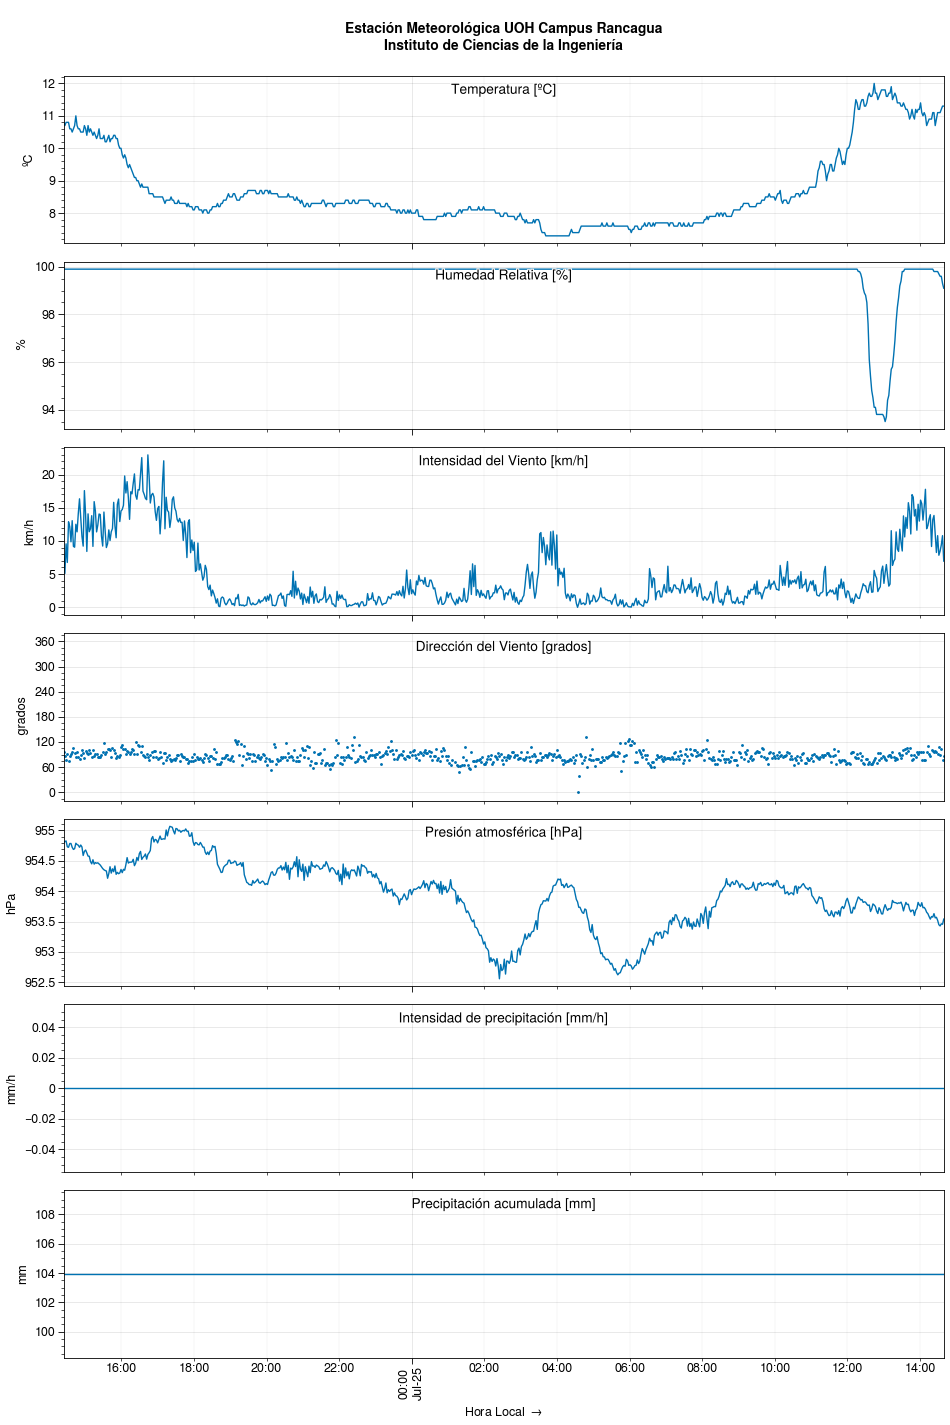 Estación Meteorológica UOH Campus Rancagua
Instituto de Ciencias de la Ingeniería
Temperatura [ºC]
12
11
10
9
8
ºC
Humedad Relativa [%]
100
98
96
94
%
Intensidad del Viento [km/h]
20
15
10
5
0
km/h
Dirección del Viento [grados]
360
300
240
180
120
60
0
grados
Presión atmosférica [hPa]
955
954.5
954
953.5
953
952.5
hPa
Intensidad de precipitación [mm/h]
0.04
0.02
0
−0.02
−0.04
mm/h
Precipitación acumulada [mm]
108
106
104
102
100
mm
16:00 18:00 20:00 22:00 00:00 02:00 04:00 06:00 08:00 10:00 12:00 14:00
Jul-25
Hora Local →